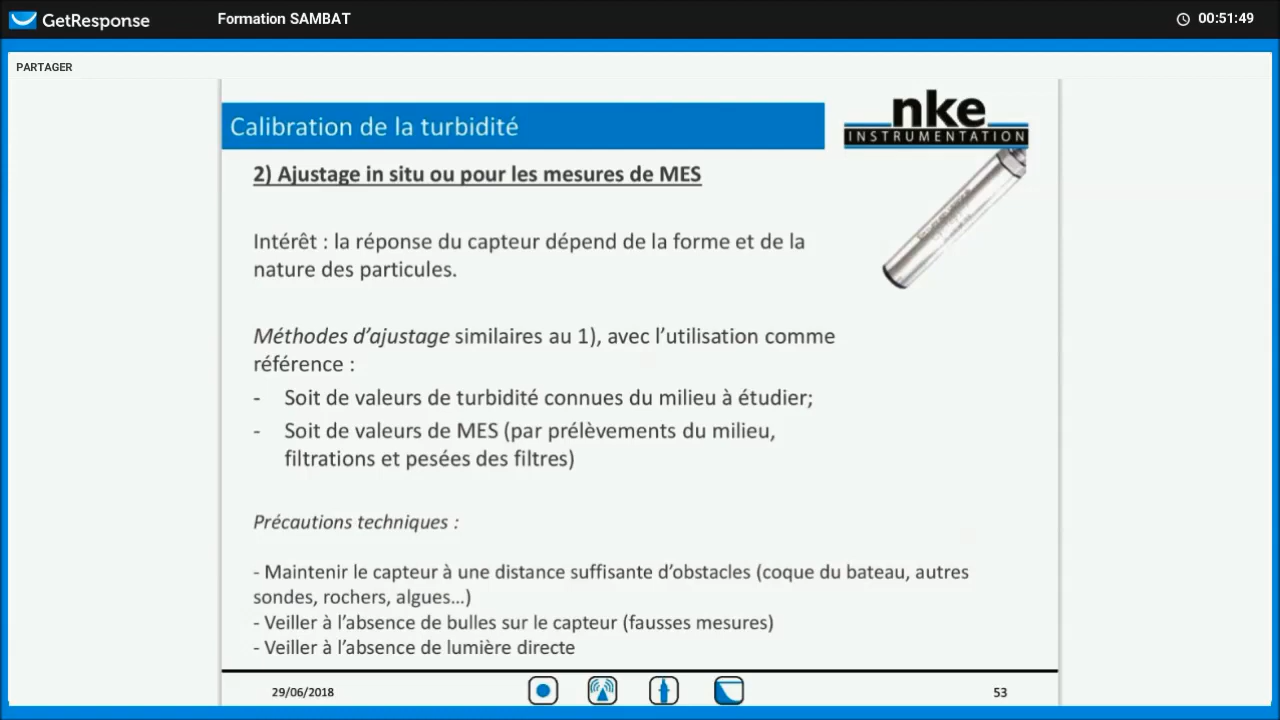 GetResponse
Formation SAMBAT
00:51:49
PARTAGER
nke
INSTRUMENTATION
Calibration de la turbidité
2) Ajustage in situ ou pour les mesures de MES
Intérêt : la réponse du capteur dépend de la forme et de la
nature des particules.
Méthodes d’ajustage similaires au 1), avec l’utilisation comme
référence :
- Soit de valeurs de turbidité connues du milieu à étudier;
- Soit de valeurs de MES (par prélèvements du milieu,
filtrations et pesées des filtres)
Précautions techniques :
- Maintenir le capteur à une distance suffisante d’obstacles (coque du bateau, autres
sondes, rochers, algues…)
- Veiller à l’absence de bulles sur le capteur (fausses mesures)
- Veiller à l’absence de lumière directe
29/06/2018
53